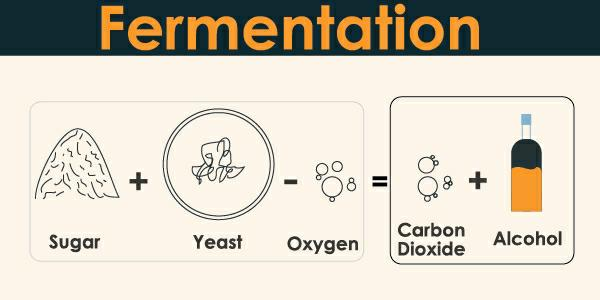 Fermentation
+ - = +
Sugar Yeast Oxygen Carbon
Dioxide Alcohol